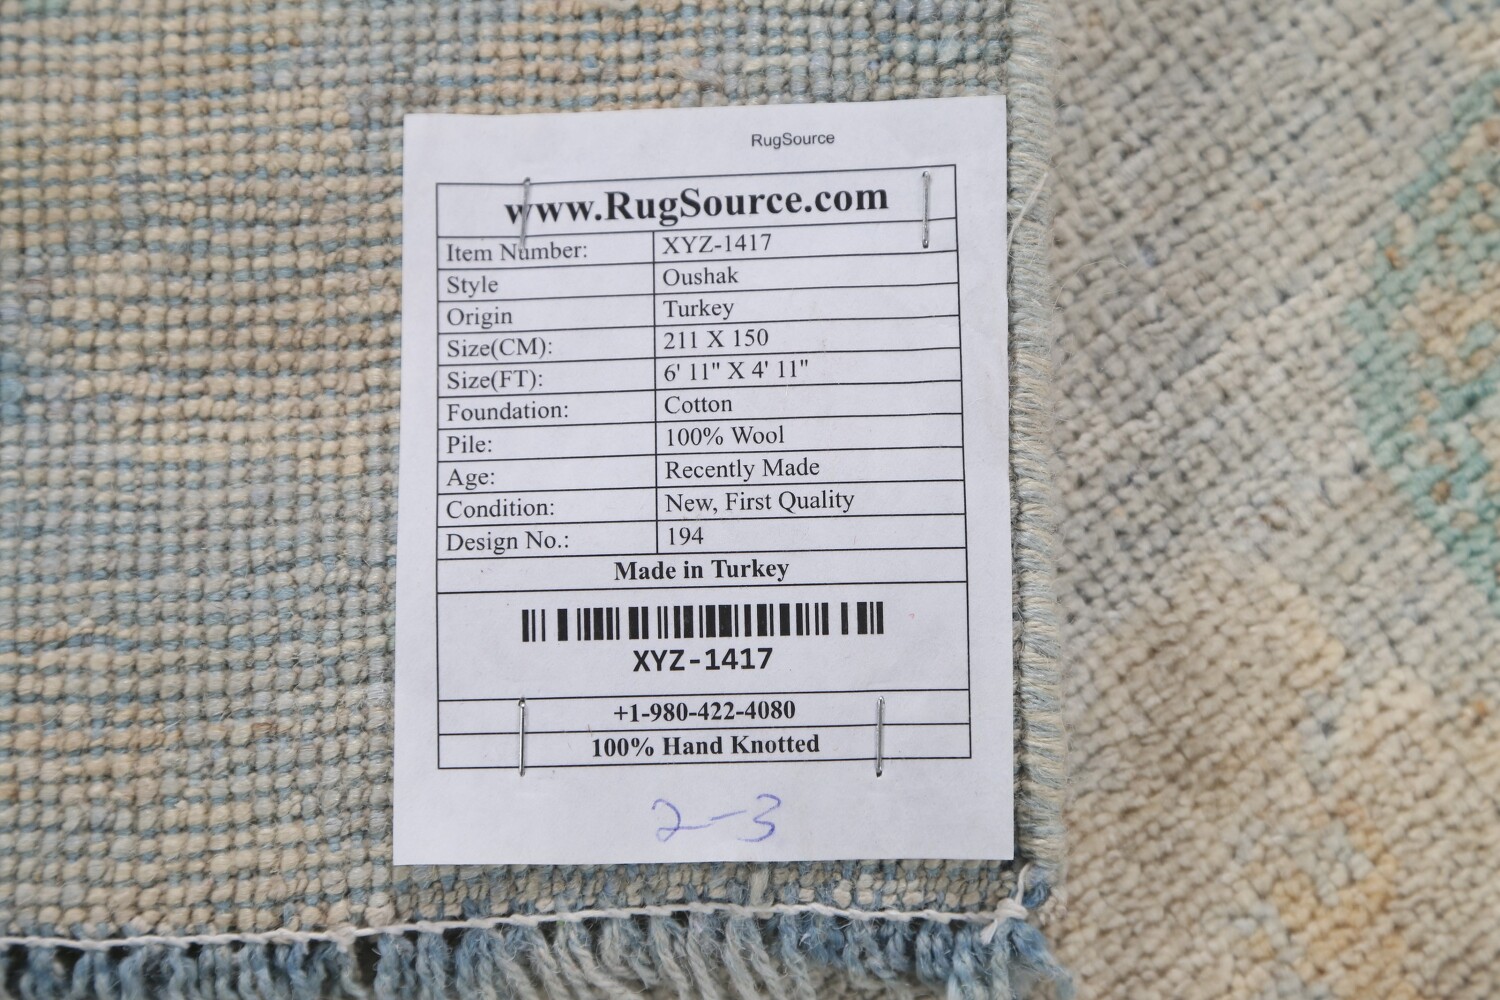 RugSource
www.RugSource.com
Item Number: XYZ-1417
Style Oushak
Origin Turkey
Size(CM): 211 X 150
Size(FT): 6' 11" X 4' 11"
Foundation: Cotton
Pile: 100% Wool
Age: Recently Made
Condition: New, First Quality
Design No.: 194
Made in Turkey
XYZ-1417
+1-980-422-4080
100% Hand Knotted
2-3